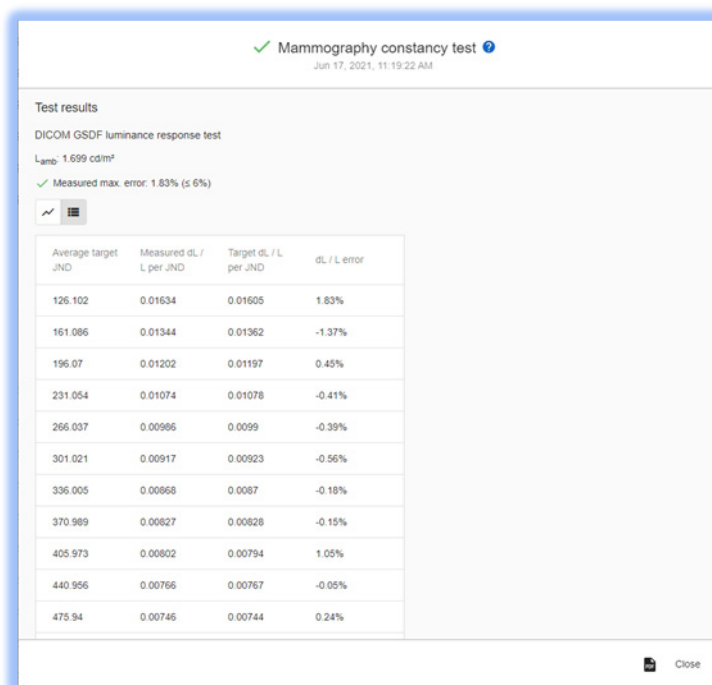 Mammography constancy test ?
Jun 17, 2021, 11:19:22 AM
Test results
DICOM GSDF luminance response test
Lamb: 1.699 cd/m²
Measured max. error: 1.83% (≤ 6%)
Average target JND Measured dL / L per JND Target dL / L per JND dL / L error
126.102 0.01634 0.01605 1.83%
161.086 0.01344 0.01362 -1.37%
196.07 0.01202 0.01197 0.45%
231.054 0.01074 0.01078 -0.41%
266.037 0.00986 0.0099 -0.39%
301.021 0.00917 0.00923 -0.56%
336.005 0.00868 0.0087 -0.18%
370.989 0.00827 0.00828 -0.15%
405.973 0.00802 0.00794 1.05%
440.956 0.00766 0.00767 -0.05%
475.94 0.00746 0.00744 0.24%
PDF Close